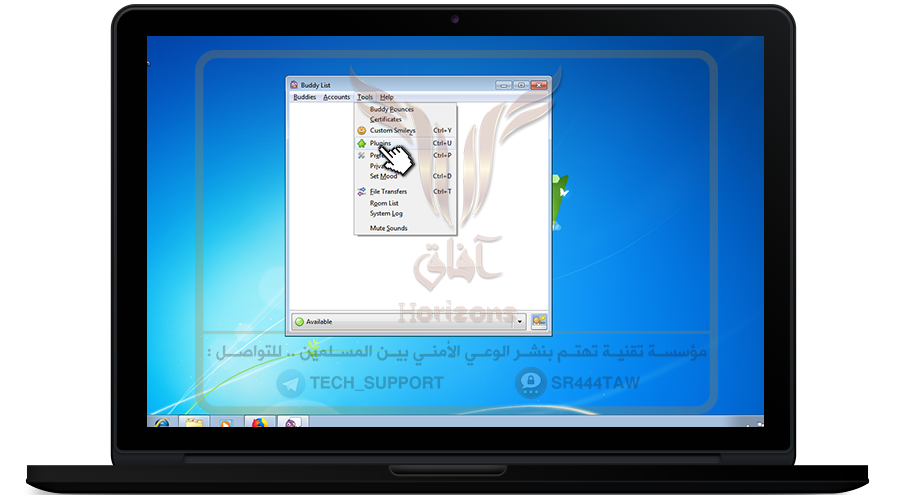 Buddy List
Buddies Accounts Tools Help
Buddy Pounces
Certificates
Custom Smileys Ctrl+Y
Plugins Ctrl+U
Ctrl+P
Set Mood Ctrl+D
File Transfers Ctrl+T
Room List
System Log
Mute Sounds
آفاق
Horizons
Available
مؤسسة تقنية تهتم بنشر الوعي الأمني بين المسلمين .. للتواصل :
TECH_SUPPORT SR444TAW